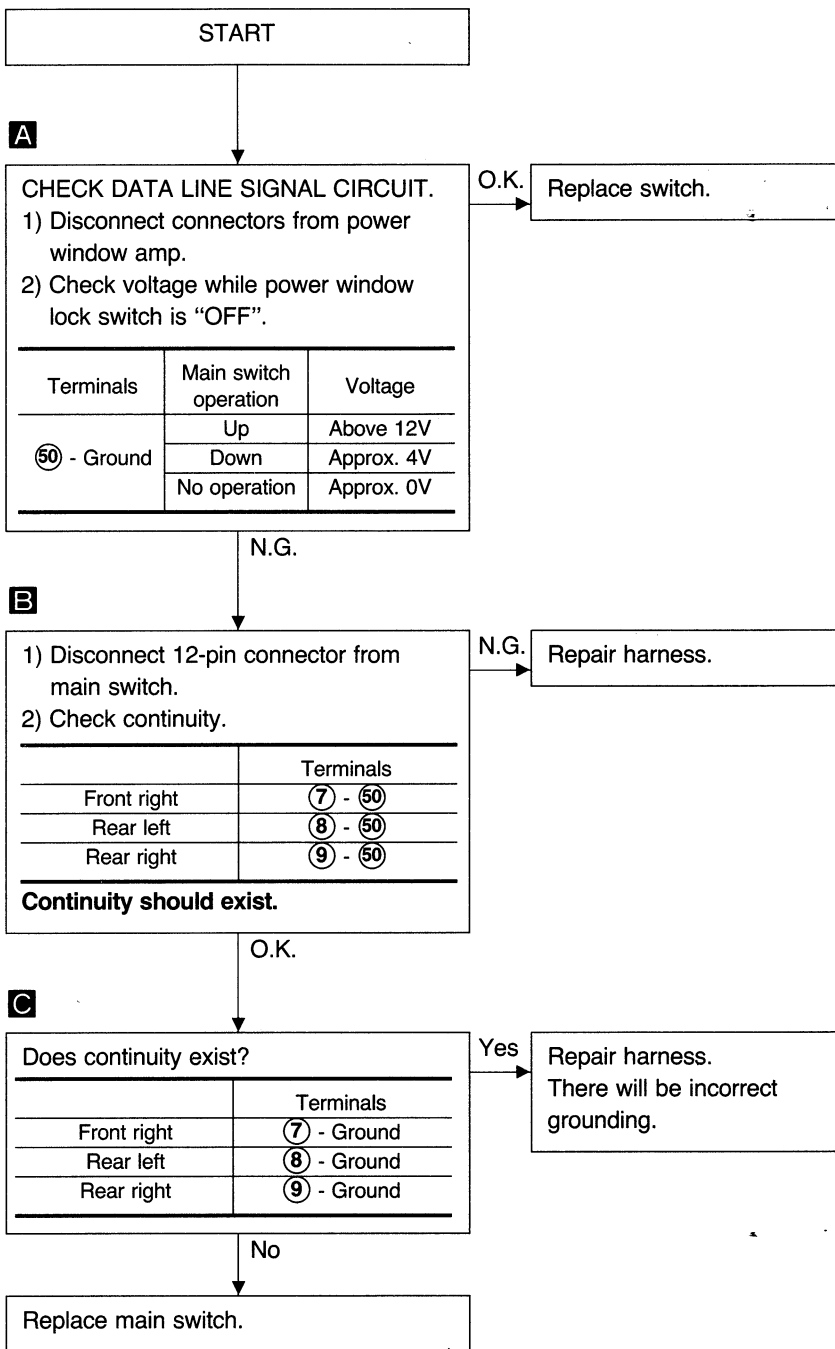 START
A
CHECK DATA LINE SIGNAL CIRCUIT.
1) Disconnect connectors from power
window amp.
2) Check voltage while power window
lock switch is “OFF”.
Terminals
Main switch
operation
Voltage
50 - Ground
Up
Above 12V
Down
Approx. 4V
No operation
Approx. 0V
O.K.
Replace switch.
N.G.
B
1) Disconnect 12-pin connector from
main switch.
2) Check continuity.
Terminals
Front right
7 - 50
Rear left
8 - 50
Rear right
9 - 50
Continuity should exist.
N.G.
Repair harness.
O.K.
C
Does continuity exist?
Terminals
Front right
7 - Ground
Rear left
8 - Ground
Rear right
9 - Ground
Yes
Repair harness.
There will be incorrect
grounding.
No
Replace main switch.